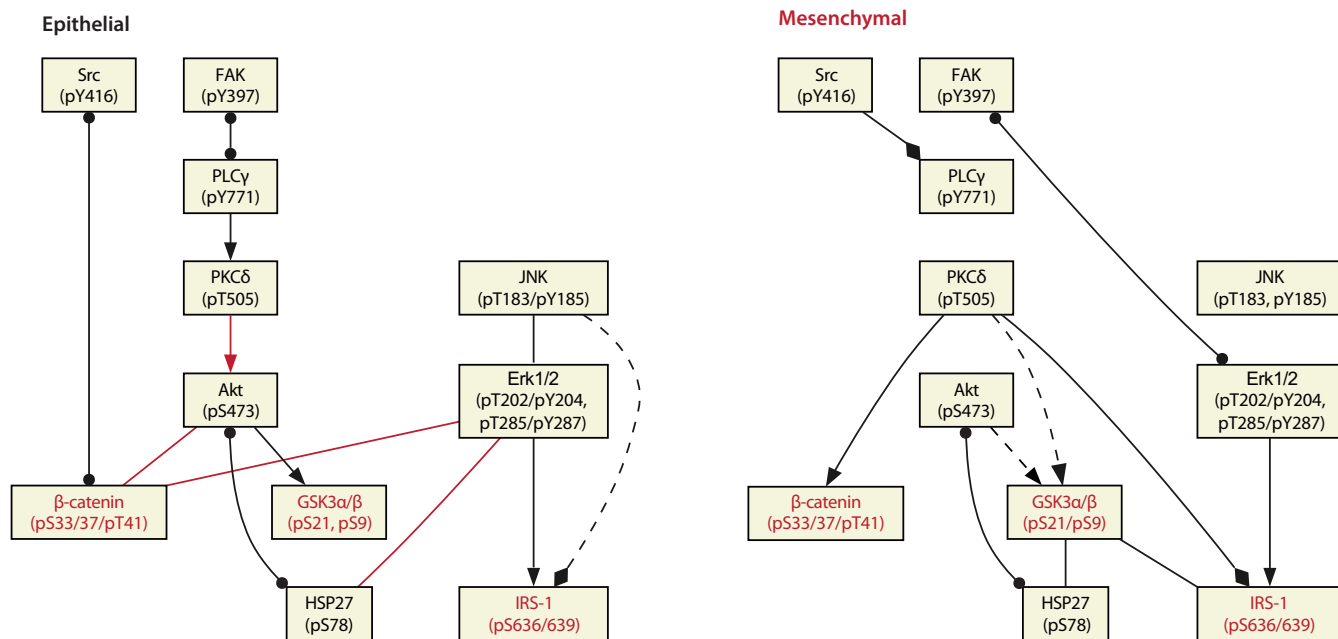 Epithelial
Src
(pY416)
FAK
(pY397)
PLCγ
(pY771)
PKCδ
(pT505)
JNK
(pT183/pY185)
Akt
(pS473)
Erk1/2
(pT202/pY204,
pT285/pY287)
β-catenin
(pS33/37/pT41)
GSK3α/β
(pS21, pS9)
HSP27
(pS78)
IRS-1
(pS636/639)
Mesenchymal
Src
(pY416)
FAK
(pY397)
PLCγ
(pY771)
PKCδ
(pT505)
JNK
(pT183, pY185)
Akt
(pS473)
Erk1/2
(pT202/pY204,
pT285/pY287)
β-catenin
(pS33/37/pT41)
GSK3α/β
(pS21/pS9)
HSP27
(pS78)
IRS-1
(pS636/639)